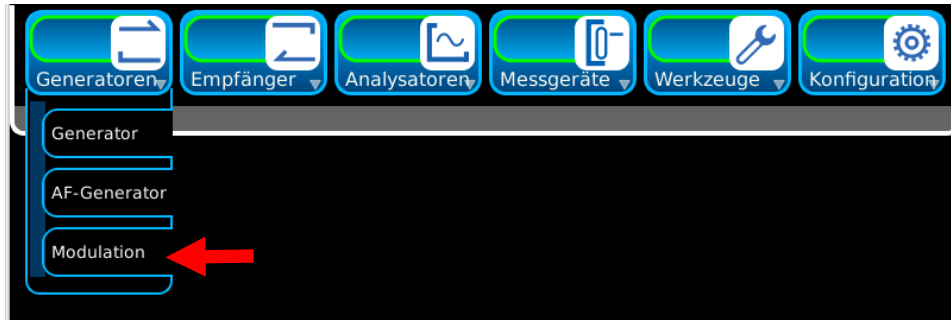 Generatoren
Empfänger
Analysatoren
Messgeräte
Werkzeuge
Konfiguration
Generator
AF-Generator
Modulation